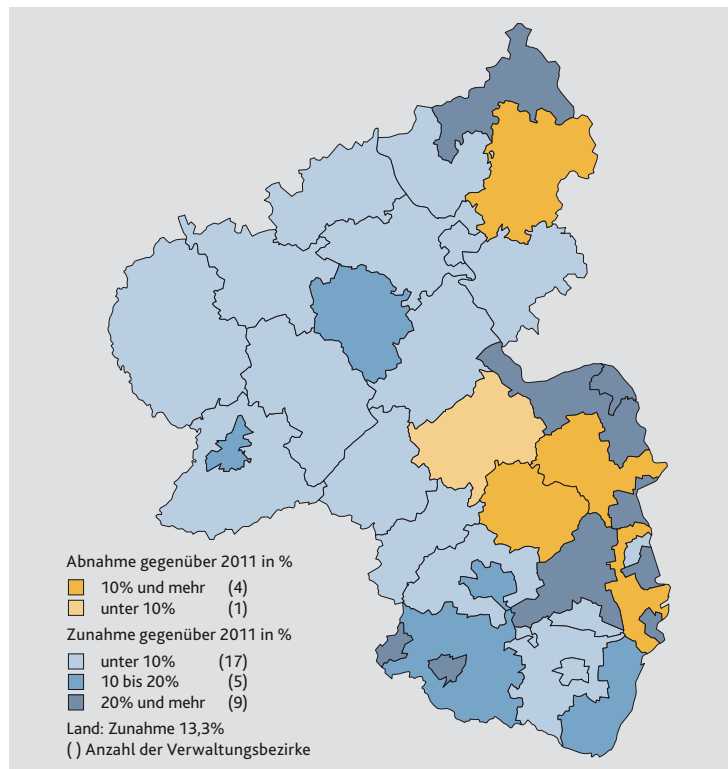 Abnahme gegenüber 2011 in %
10% und mehr (4)
unter 10% (1)
Zunahme gegenüber 2011 in %
unter 10% (17)
10 bis 20% (5)
20% und mehr (9)
Land: Zunahme 13,3%
( ) Anzahl der Verwaltungsbezirke